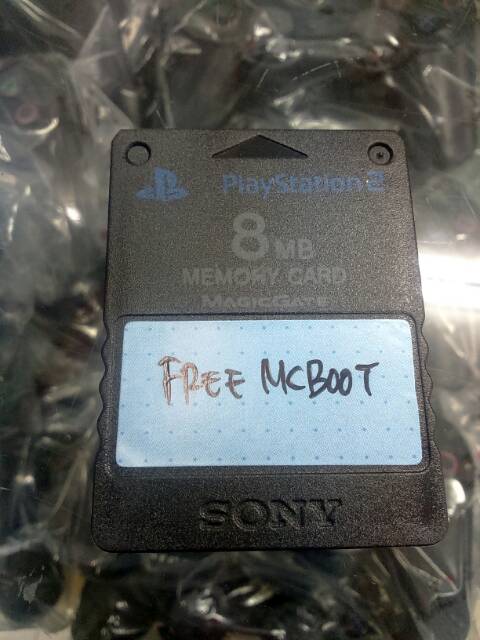 PlayStation 2
8 MB
MEMORY CARD
MAGICGATE
FREE MCBOOT
SONY